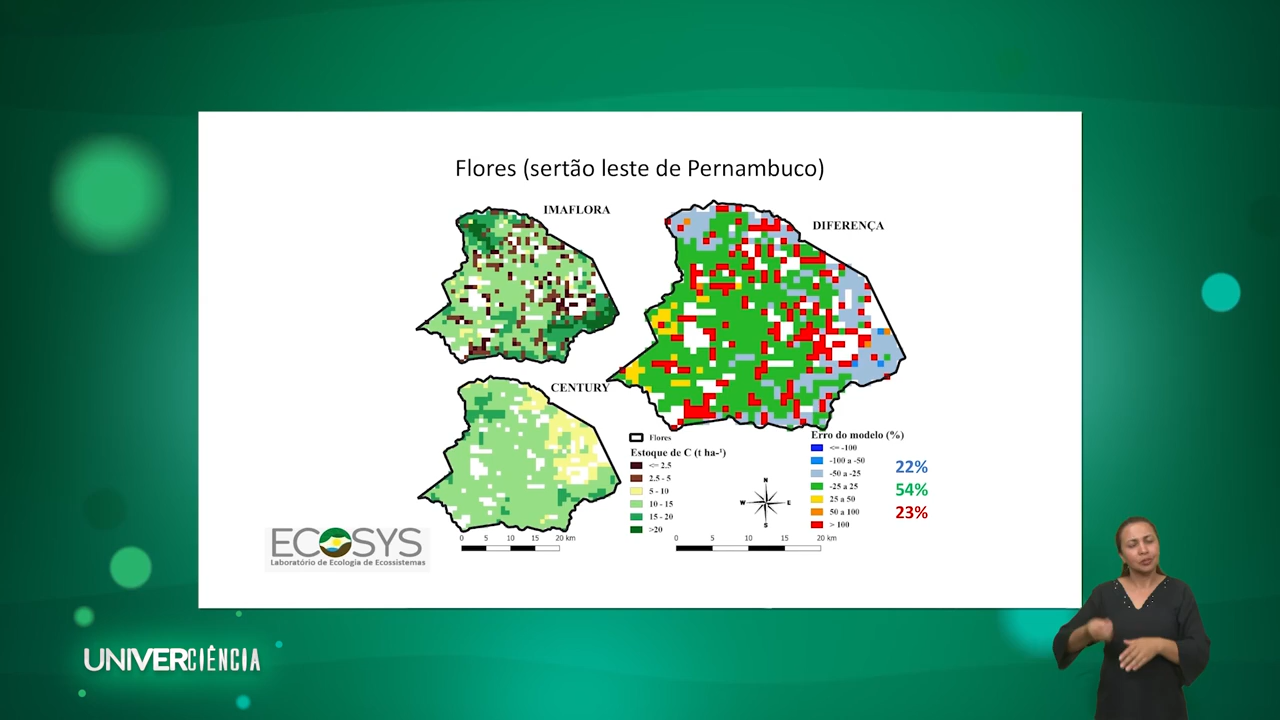 Flores (sertão leste de Pernambuco)
IMAFLORA
DIFERENÇA
CENTURY
Flores
Estoque de C (t ha-¹)
<= 2.5
2.5 - 5
5 - 10
10 - 15
15 - 20
>20
N
W E
S
Erro do modelo (%)
<= -100
-100 a -50
-50 a -25
-25 a 25
25 a 50
50 a 100
> 100
22%
54%
23%
0 5 10 15 20 km
0 5 10 15 20 km
ECOSYS
Laboratório de Ecologia de Ecossistemas
UNIVERCIÊNCIA